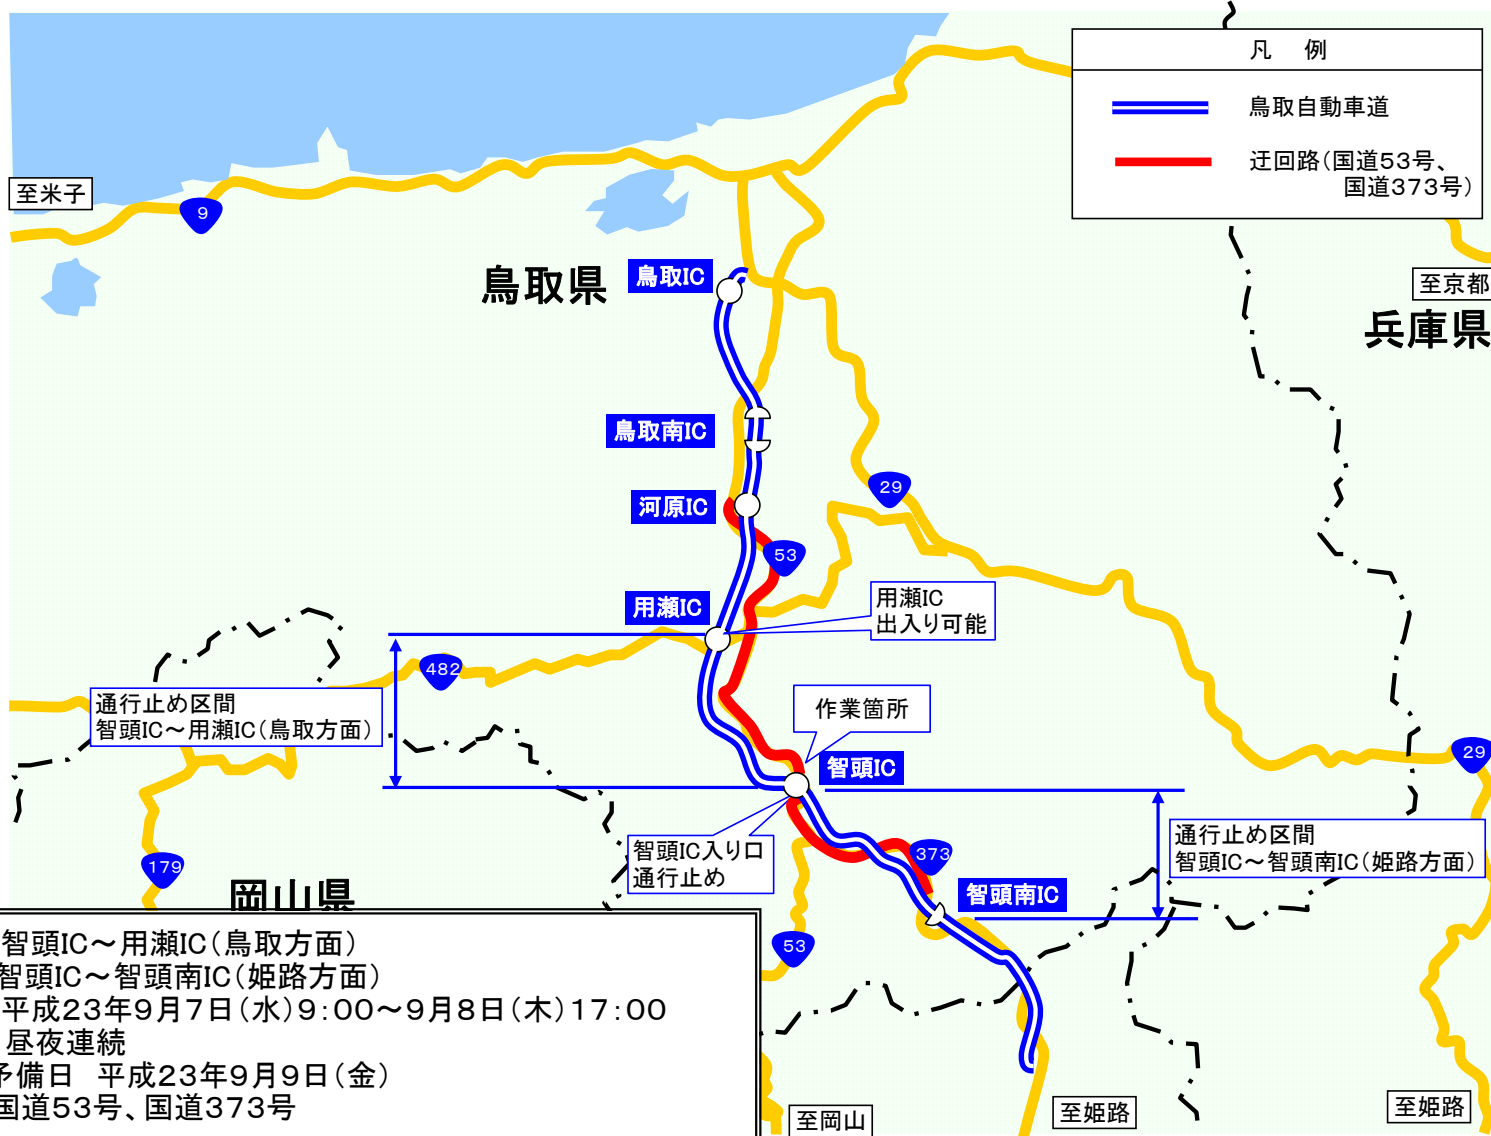 凡 例
鳥取自動車道
迂回路(国道53号、
国道373号)
至米子
9
鳥取県
鳥取IC
至京都
兵庫県
鳥取南IC
河原IC
29
53
用瀬IC
用瀬IC
出入り可能
482
通行止め区間
智頭IC～用瀬IC(鳥取方面)
作業箇所
智頭IC
29
通行止め区間
智頭IC～智頭南IC(姫路方面)
智頭IC入り口
通行止め
373
179
智頭南IC
岡山県
53
智頭IC～用瀬IC(鳥取方面)
智頭IC～智頭南IC(姫路方面)
平成23年9月7日(水)9:00～9月8日(木)17:00
昼夜連続
予備日 平成23年9月9日(金)
国道53号、国道373号
至岡山
至姫路
至姫路